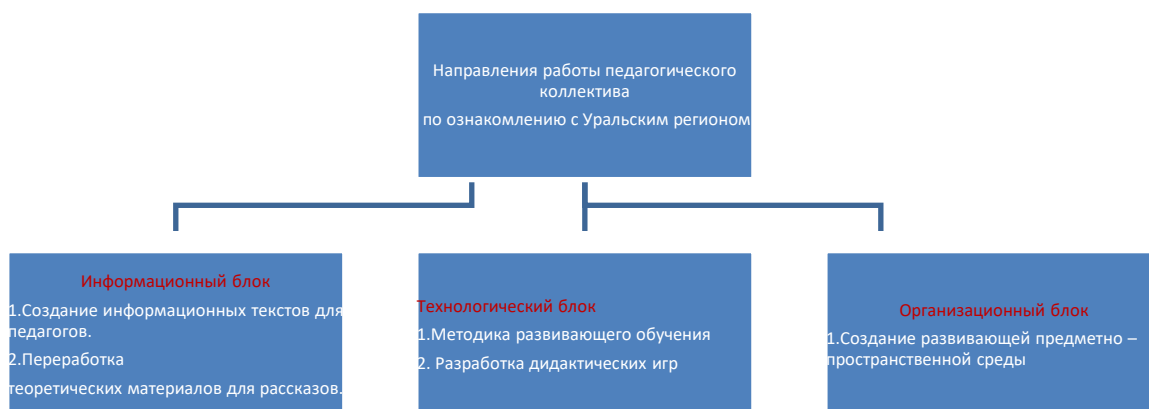 Направления работы педагогического
коллектива
по ознакомлению с Уральским регионом
Информационный блок
1.Создание информационных текстов для
педагогов.
2.Переработка
теоретических материалов для рассказов.
Технологический блок
1.Методика развивающего обучения
2. Разработка дидактических игр
Организационный блок
1.Создание развивающей предметно –
пространственной среды